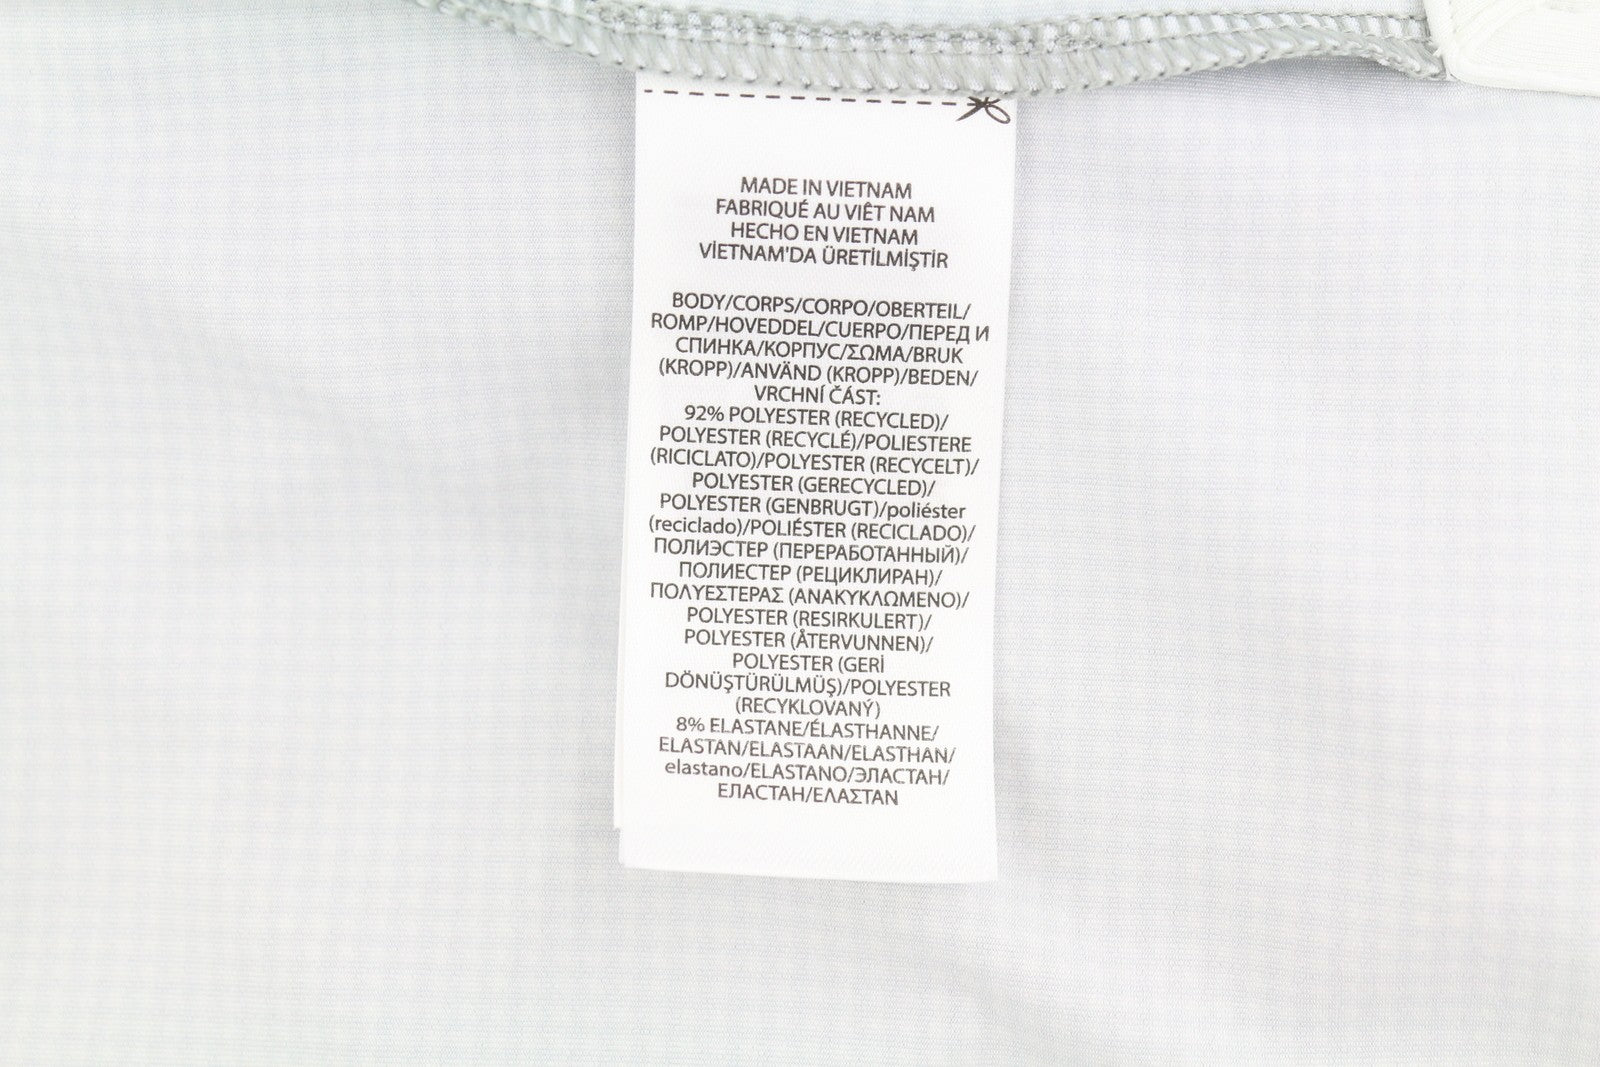 MADE IN VIETNAM
FABRIQUÉ AU VIÊT NAM
HECHO EN VIETNAM
VİETNAM'DA ÜRETİLMİŞTİR
BODY/CORPS/CORPO/OBERTEIL/
ROMP/HOVEDDEL/CUERPO/ПЕРЕД И
СПИНКА/КОРПУС/ΣΩΜΑ/BRUK
(KROPP)/ANVÄND (KROPP)/BEDEN/
VRCHNÍ ČÁST:
92% POLYESTER (RECYCLED)/
POLYESTER (RECYCLÉ)/POLIESTERE
(RICICLATO)/POLYESTER (RECYCELT)/
POLYESTER (GERECYCLED)/
POLYESTER (GENBRUGT)/poliéster
(reciclado)/POLIÉSTER (RECICLADO)/
ПОЛИЭСТЕР (ПЕРЕРАБОТАННЫЙ)/
ПОЛИЕСТЕР (РЕЦИКЛИРАН)/
ΠΟΛΥΕΣΤΕΡΑΣ (ΑΝΑΚΥΚΛΩΜΕΝΟ)/
POLYESTER (RESIRKULERT)/
POLYESTER (ÅTERVUNNEN)/
POLYESTER (GERİ
DÖNÜŞTÜRÜLMÜŞ)/POLYESTER
(RECYKLOVANÝ)
8% ELASTANE/ÉLASTHANNE/
ELASTAN/ELASTAAN/ELASTHAN/
elastano/ELASTANO/ЭЛАСТАН/
ЕЛАСТАН/ΕΛΑΣΤΑΝ